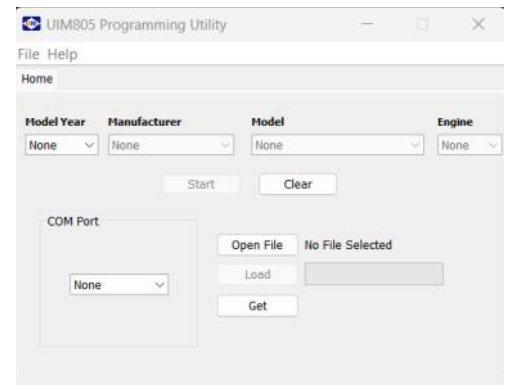 UIM805 Programming Utility
File Help
Home
Model Year Manufacturer Model Engine
None None None None
Start Clear
COM Port
Open File No File Selected
Load
None
Get